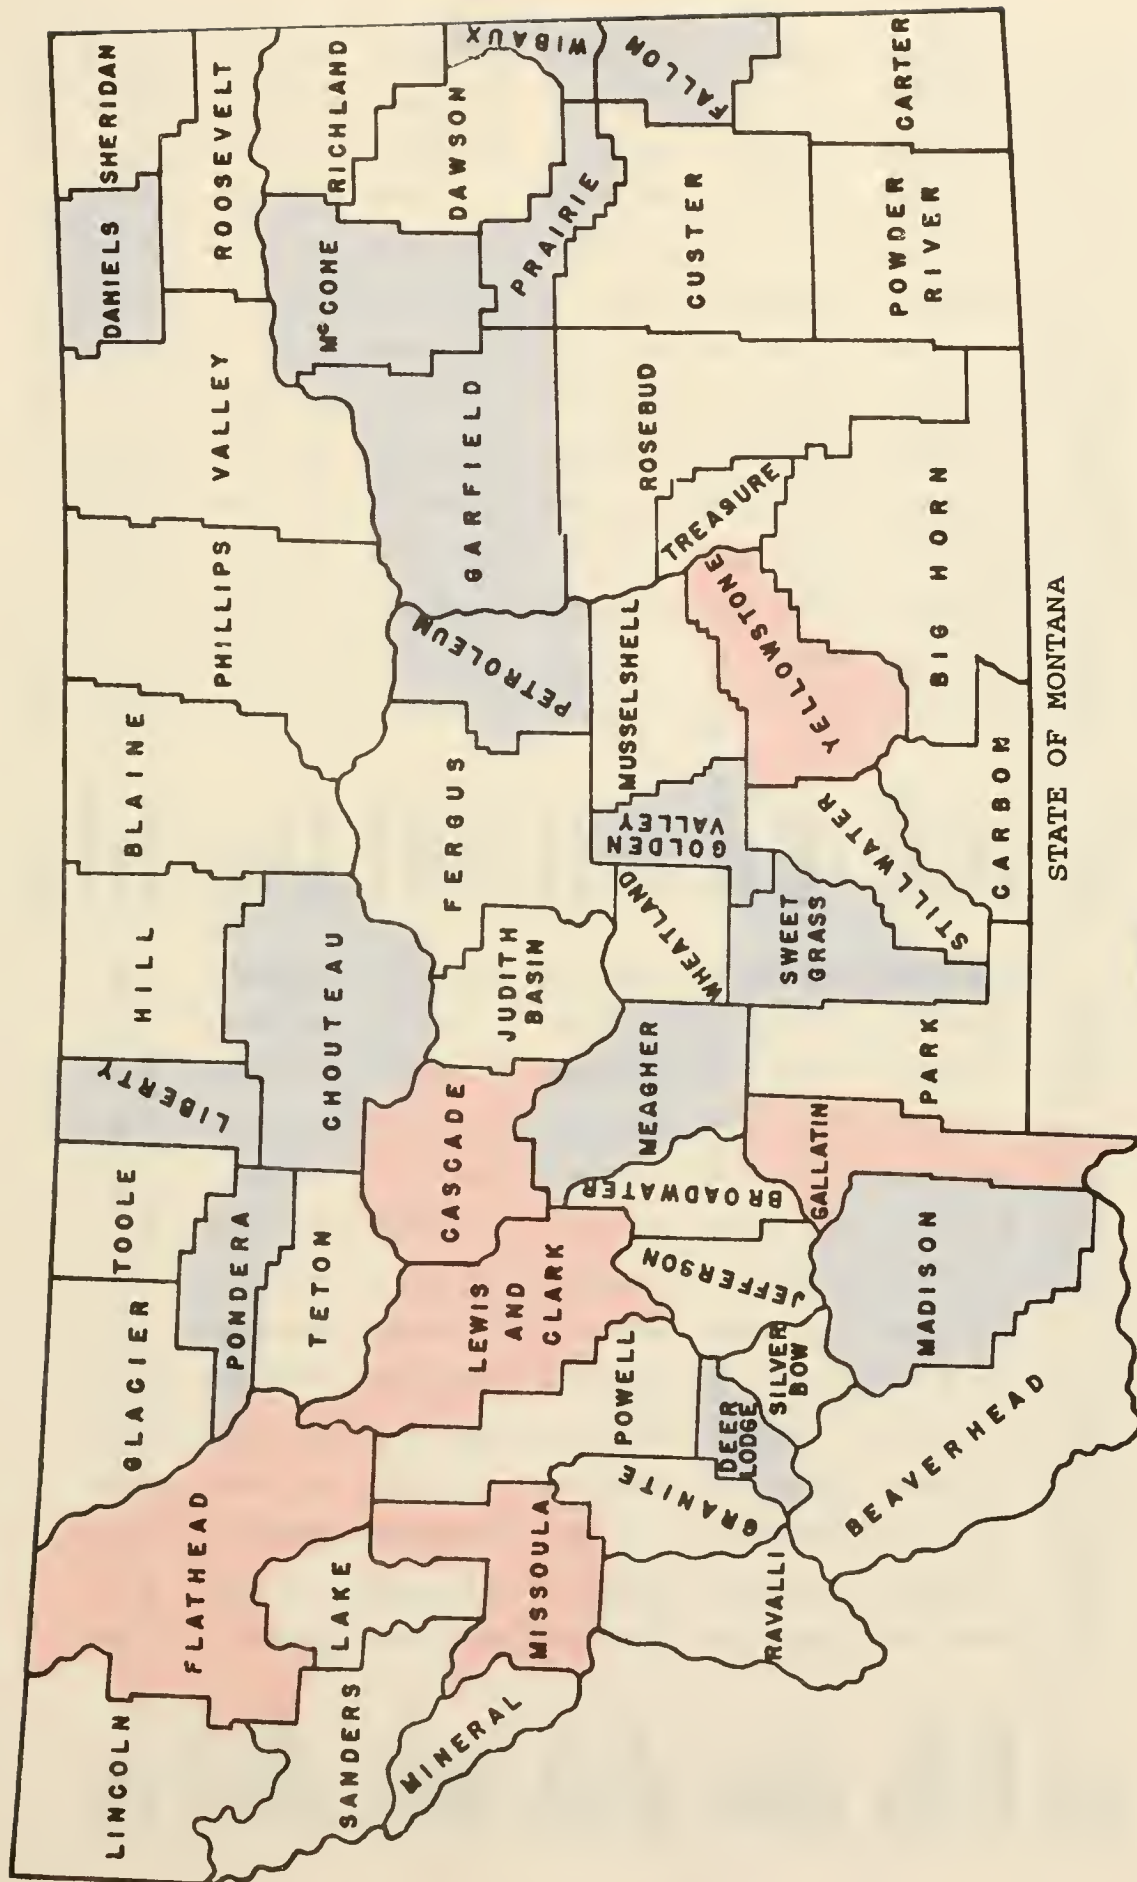 LINCOLN
FLATHEAD
GLACIER
TOOLE
LIBERTY
HILL
BLAINE
PHILLIPS
VALLEY
DANIELS
SHERIDAN
ROOSEVELT
SANDERS
LAKE
PONDERA
TETON
CHOUTEAU
McCONE
RICHLAND
MINERAL
MISSOULA
LEWIS
AND
CLARK
CASCADE
JUDITH
BASIN
FERGUS
PETROLEUM
GARFIELD
PRAIRIE
DAWSON
WIBAUX
POWELL
GRANITE
DEER
LODGE
SILVER
BOW
JEFFERSON
BROADWATER
MEAGHER
WHEATLAND
GOLDEN
VALLEY
MUSSELSHELL
ROSEBUD
TREASURE
CUSTER
FALLON
RAVALLI
BEAVERHEAD
MADISON
GALLATIN
PARK
SWEET
GRASS
STILLWATER
YELLOWSTONE
CARBON
BIG HORN
POWDER
RIVER
CARTER
STATE OF MONTANA